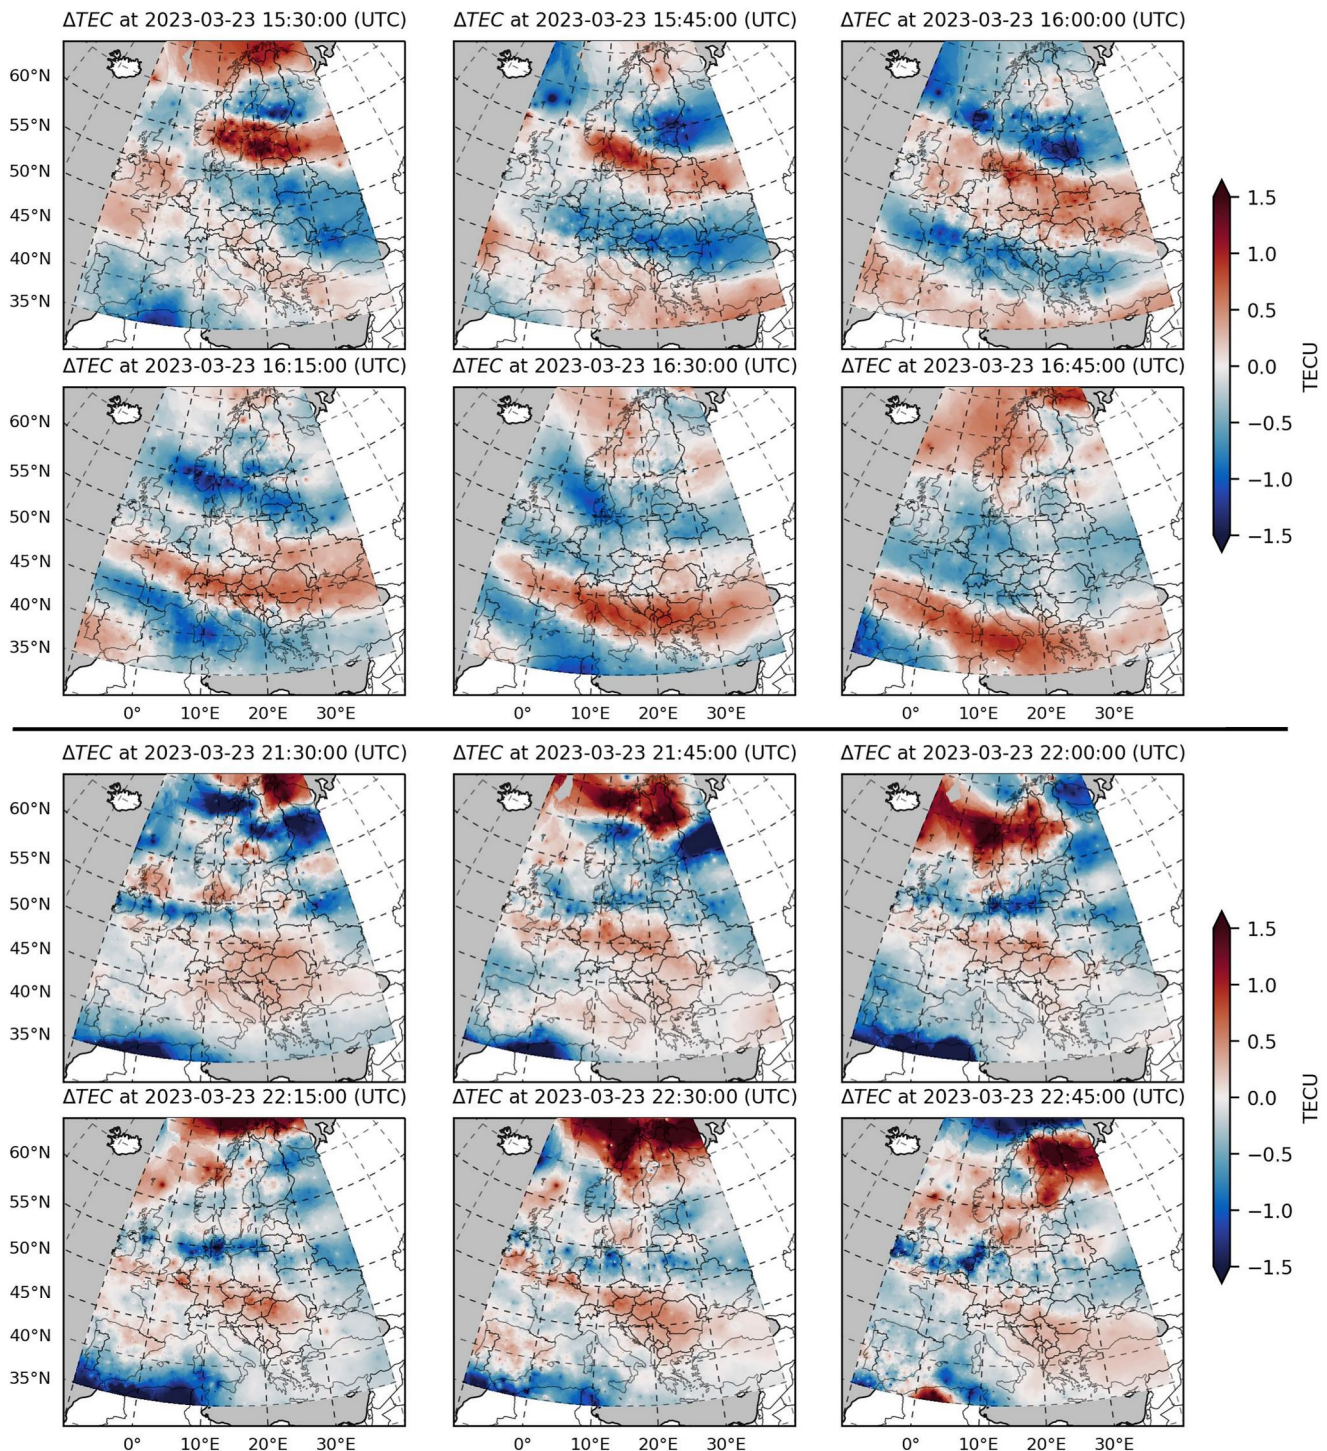 ΔTEC at 2023-03-23 15:30:00 (UTC)
ΔTEC at 2023-03-23 15:45:00 (UTC)
ΔTEC at 2023-03-23 16:00:00 (UTC)
60°N
55°N
50°N
45°N
40°N
35°N
ΔTEC at 2023-03-23 16:15:00 (UTC)
ΔTEC at 2023-03-23 16:30:00 (UTC)
ΔTEC at 2023-03-23 16:45:00 (UTC)
60°N
55°N
50°N
45°N
40°N
35°N
0°
10°E
20°E
30°E
0°
10°E
20°E
30°E
0°
10°E
20°E
30°E
1.5
1.0
0.5
0.0
−0.5
−1.0
−1.5
TECU
ΔTEC at 2023-03-23 21:30:00 (UTC)
ΔTEC at 2023-03-23 21:45:00 (UTC)
ΔTEC at 2023-03-23 22:00:00 (UTC)
60°N
55°N
50°N
45°N
40°N
35°N
ΔTEC at 2023-03-23 22:15:00 (UTC)
ΔTEC at 2023-03-23 22:30:00 (UTC)
ΔTEC at 2023-03-23 22:45:00 (UTC)
60°N
55°N
50°N
45°N
40°N
35°N
0°
10°E
20°E
30°E
0°
10°E
20°E
30°E
0°
10°E
20°E
30°E
1.5
1.0
0.5
0.0
−0.5
−1.0
−1.5
TECU